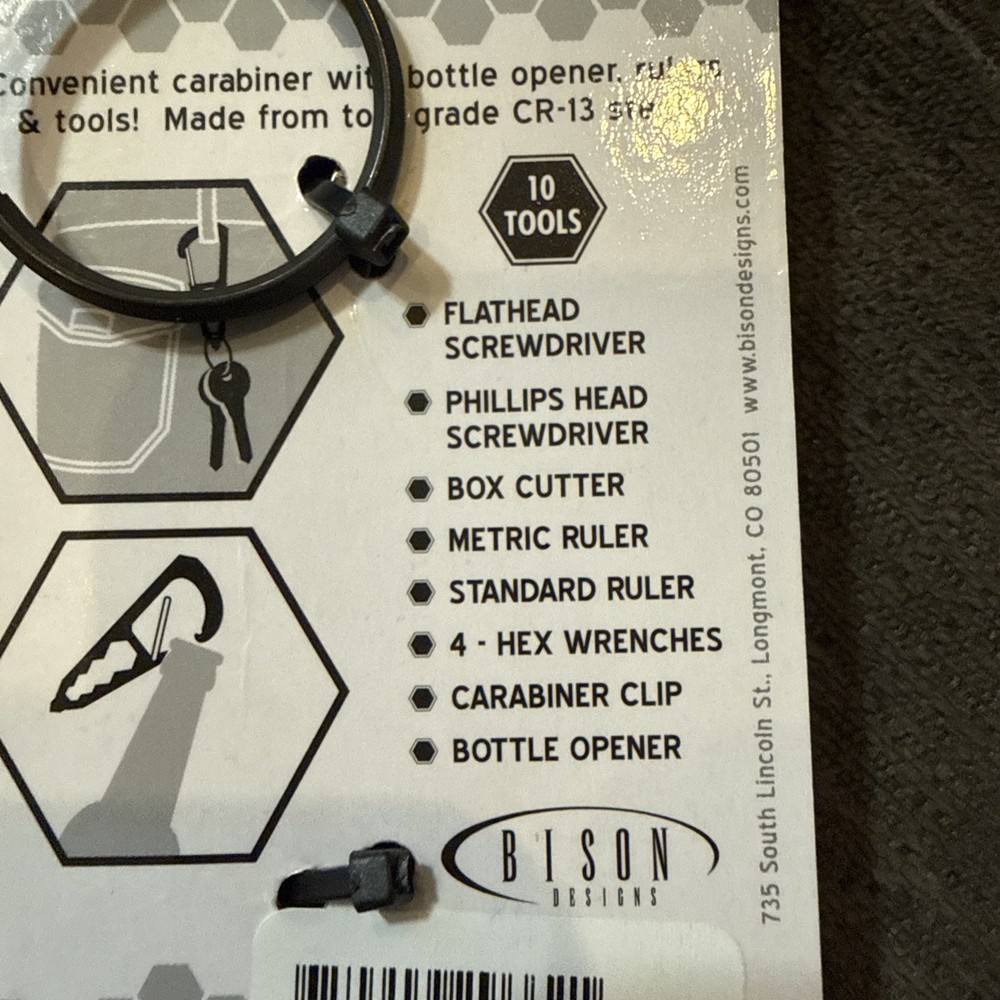 Convenient carabiner wit bottle opener, rulers
& tools! Made from to grade CR-13 ste
10
TOOLS
FLATHEAD
SCREWDRIVER
PHILLIPS HEAD
SCREWDRIVER
BOX CUTTER
METRIC RULER
STANDARD RULER
4 - HEX WRENCHES
CARABINER CLIP
BOTTLE OPENER
BISON
DESIGNS
735 South Lincoln St., Longmont, CO 80501 www.bisondesigns.com